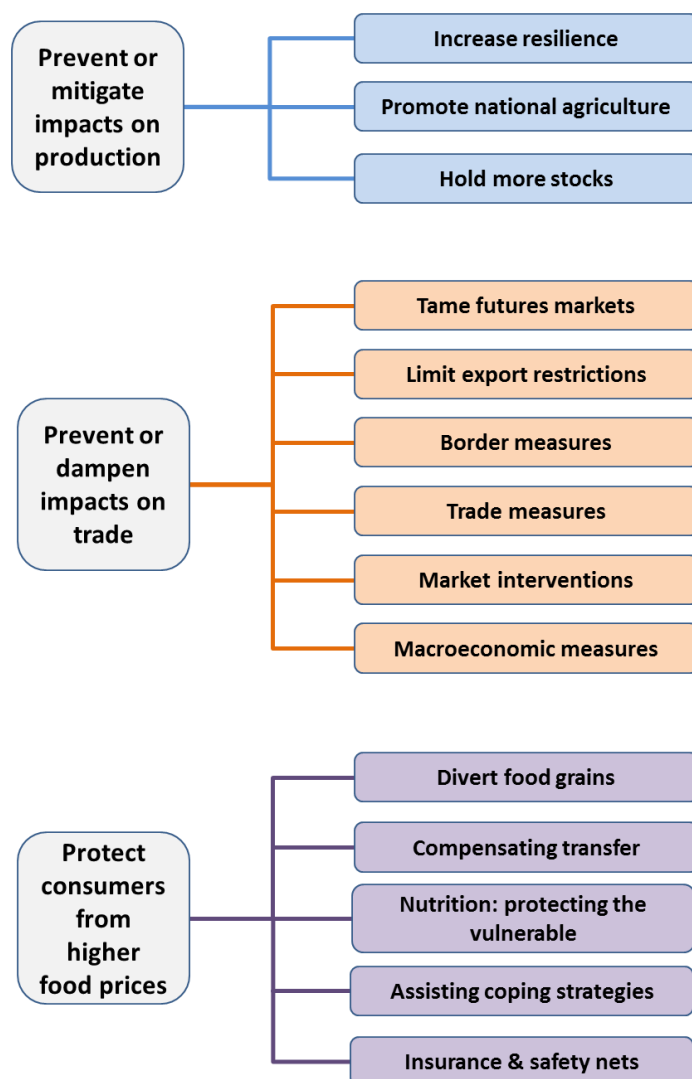 Prevent or
mitigate
impacts on
production
Increase resilience
Promote national agriculture
Hold more stocks
Prevent or
dampen
impacts on
trade
Tame futures markets
Limit export restrictions
Border measures
Trade measures
Market interventions
Macroeconomic measures
Protect
consumers
from
higher
food prices
Divert food grains
Compensating transfer
Nutrition: protecting the
vulnerable
Assisting coping strategies
Insurance & safety nets